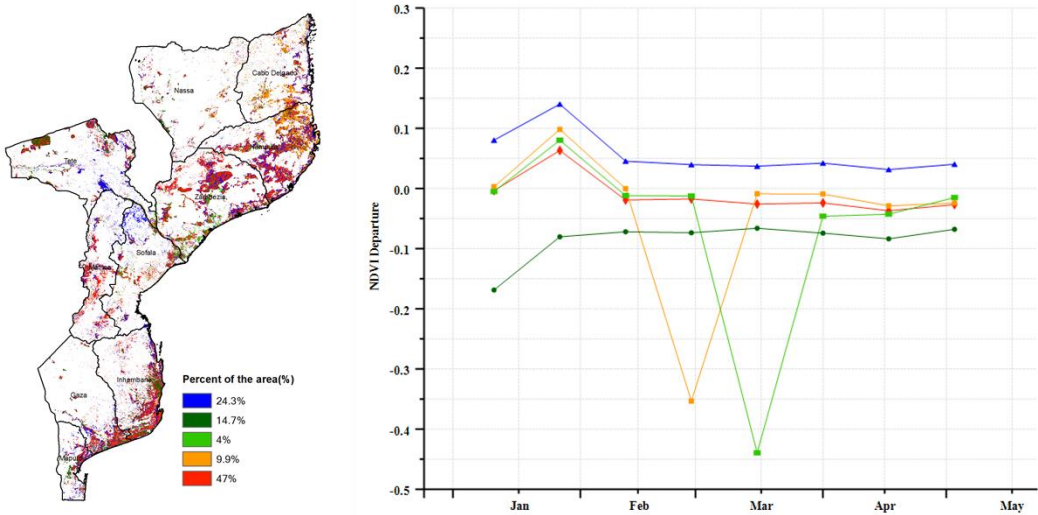 Cabo Delgado
Nassa
Nampula
Tete
Zambezia
Sofala
Manica
Inhambane
Gaza
Maputo
Percent of the area(%)
24.3%
14.7%
4%
9.9%
47%
NDVI Departure
0.3
0.2
0.1
0.0
-0.1
-0.2
-0.3
-0.4
-0.5
Jan Feb Mar Apr May